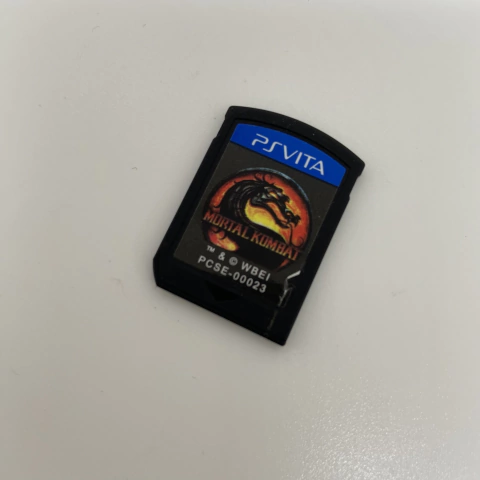 PSVITA
MORTAL KOMBAT
™ & © WBEI
PCSE-00023